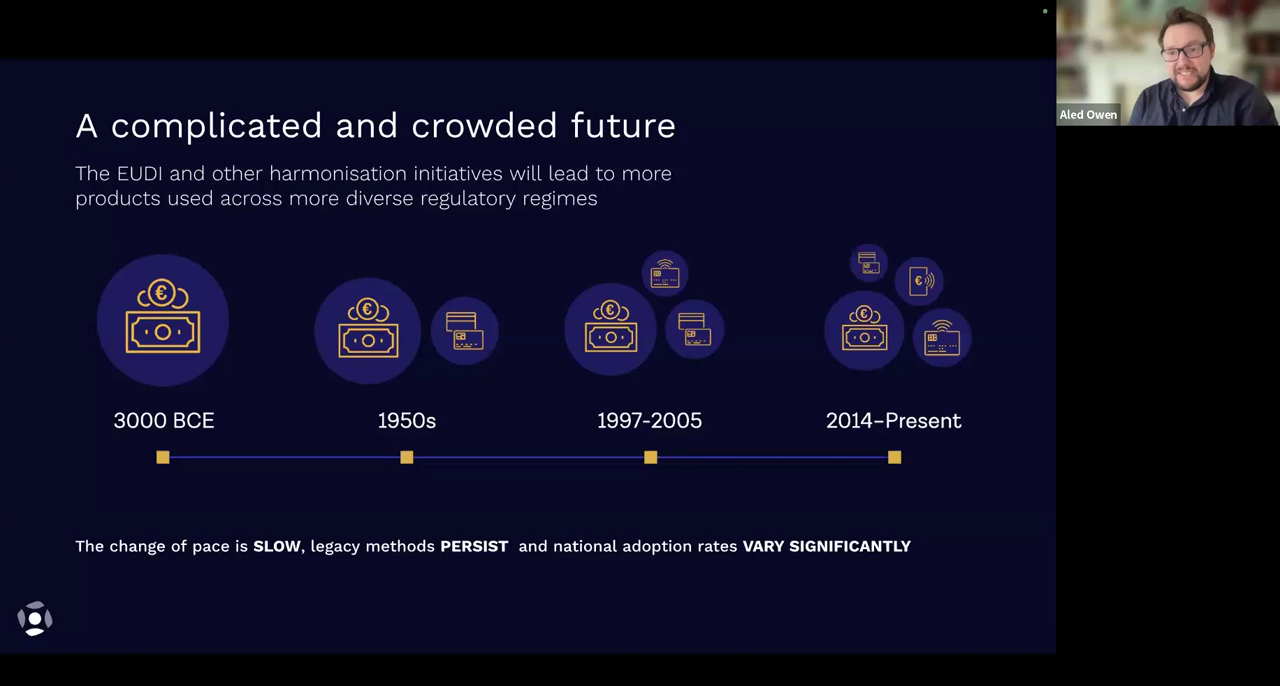 A complicated and crowded future
The EUDI and other harmonisation initiatives will lead to more
products used across more diverse regulatory regimes
3000 BCE
1950s
1997-2005
2014–Present
The change of pace is SLOW, legacy methods PERSIST and national adoption rates VARY SIGNIFICANTLY
Aled Owen